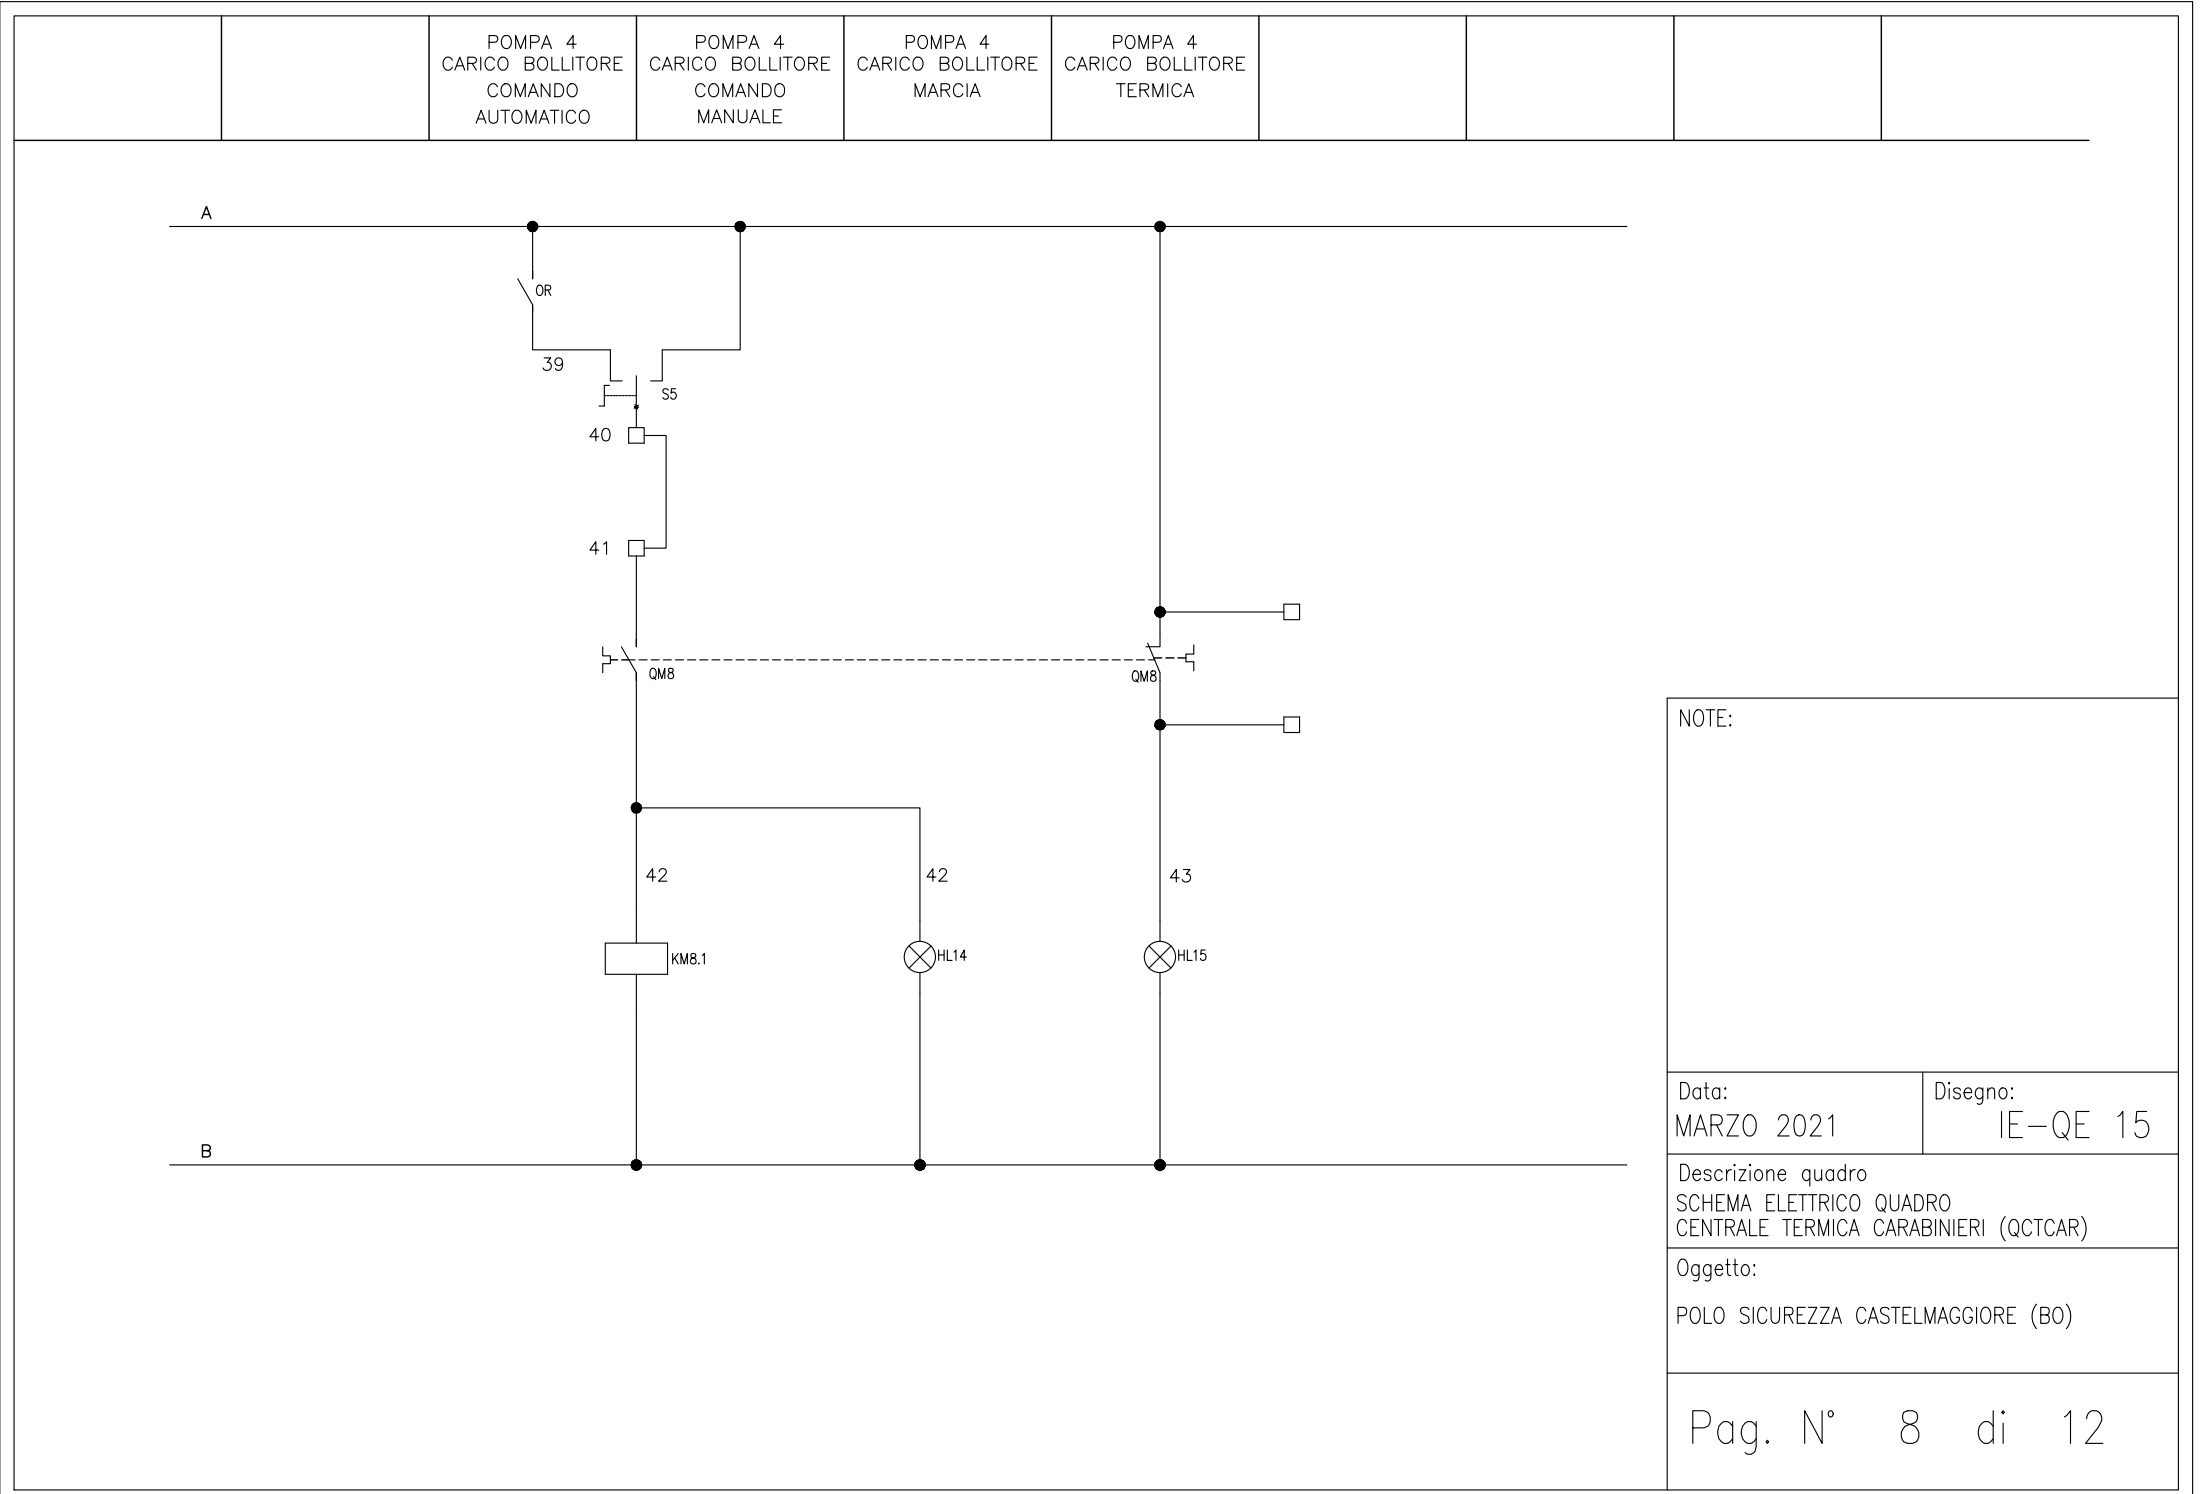 POMPA 4
CARICO BOLLITORE
COMANDO
AUTOMATICO
POMPA 4
CARICO BOLLITORE
COMANDO
MANUALE
POMPA 4
CARICO BOLLITORE
MARCIA
POMPA 4
CARICO BOLLITORE
TERMICA
A
OR
39
S5
40
41
QM8
QM8
42
42
43
KM8.1
HL14
HL15
B
NOTE:
Data:
MARZO 2021
Disegno:
IE-QE 15
Descrizione quadro
SCHEMA ELETTRICO QUADRO
CENTRALE TERMICA CARABINIERI (QCTCAR)
Oggetto:
POLO SICUREZZA CASTELMAGGIORE (BO)
Pag. N° 8 di 12